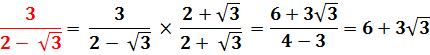 3/(2 − √3) = 3/(2 − √3) × (2 + √3)/(2 + √3) = (6 + 3√3)/(4 − 3) = 6 + 3√3